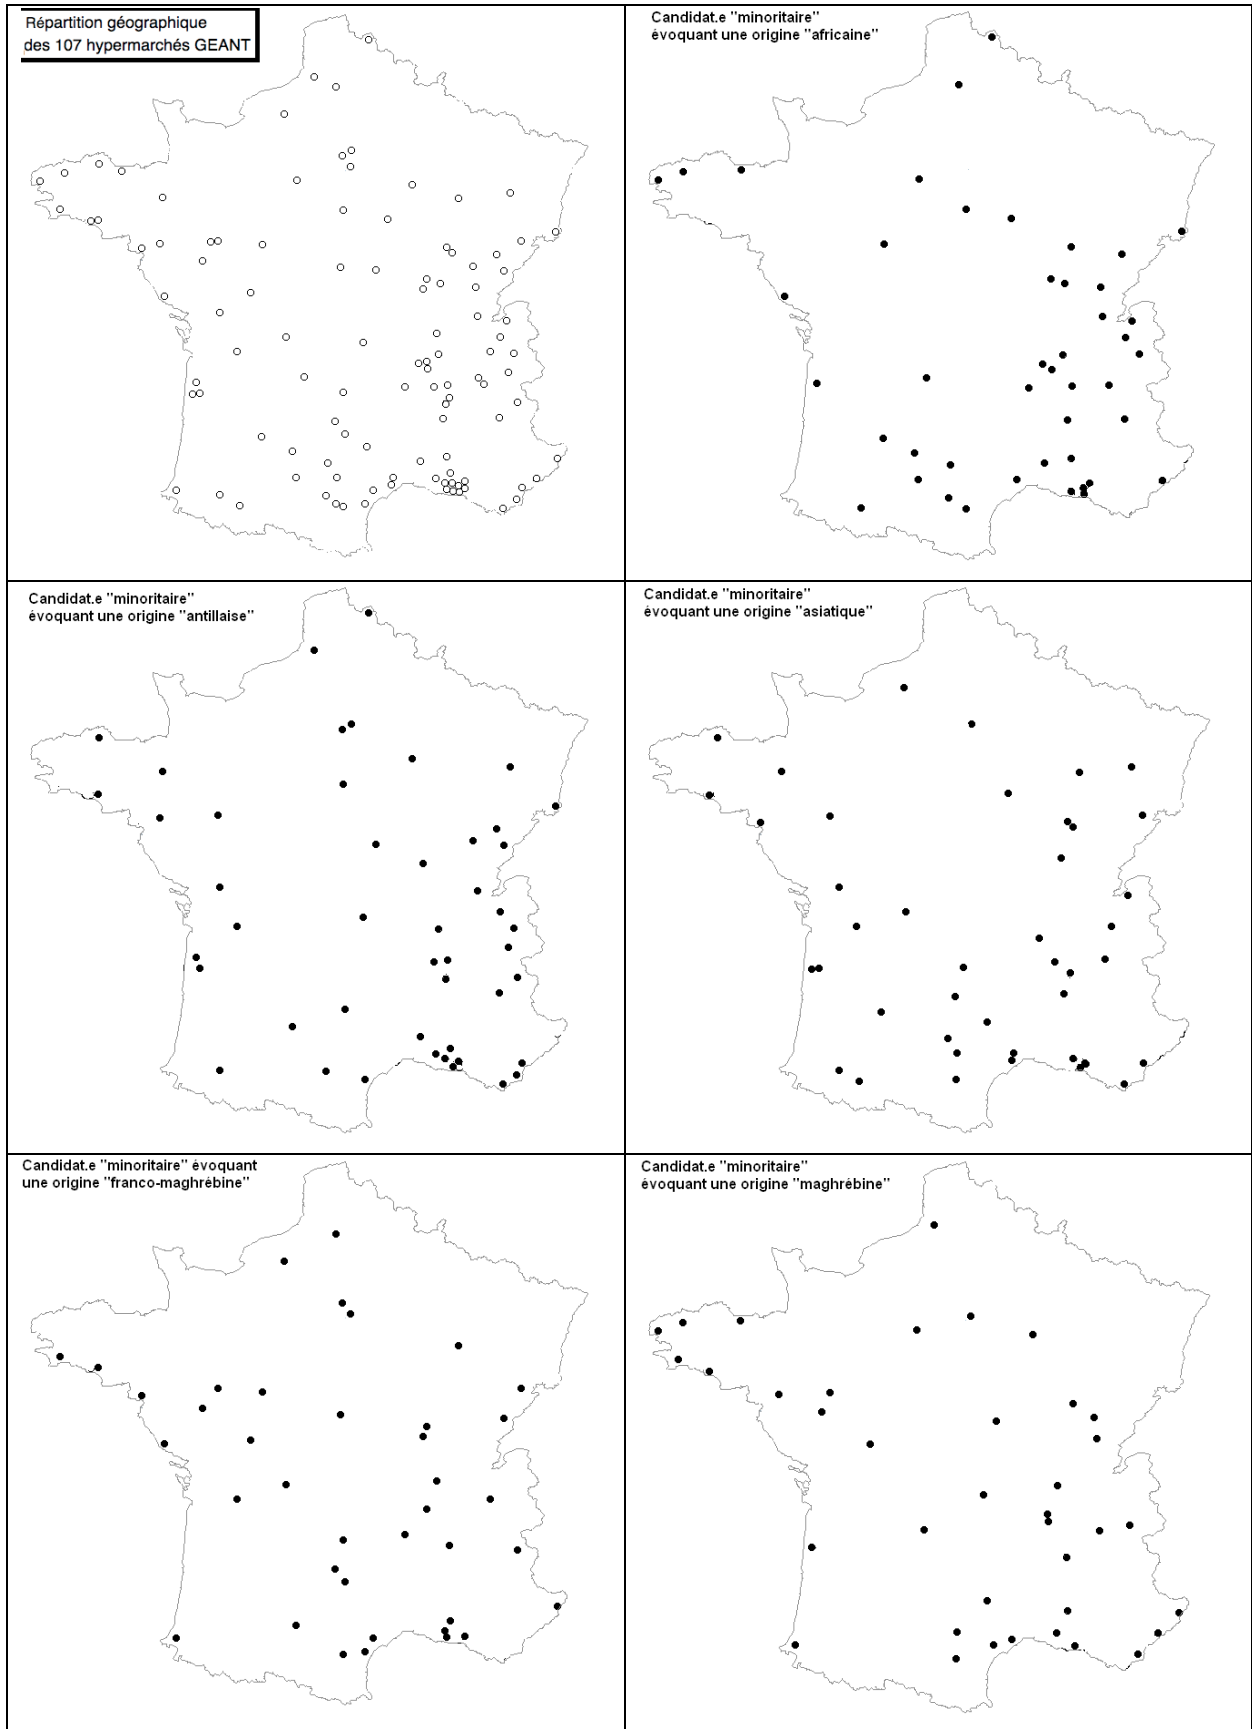 Répartition géographique
des 107 hypermarchés GEANT
Candidat.e "minoritaire"
évoquant une origine "africaine"
Candidat.e "minoritaire"
évoquant une origine "antillaise"
Candidat.e "minoritaire"
évoquant une origine "asiatique"
Candidat.e "minoritaire" évoquant
une origine "franco-maghrébine"
Candidat.e "minoritaire"
évoquant une origine "maghrébine"